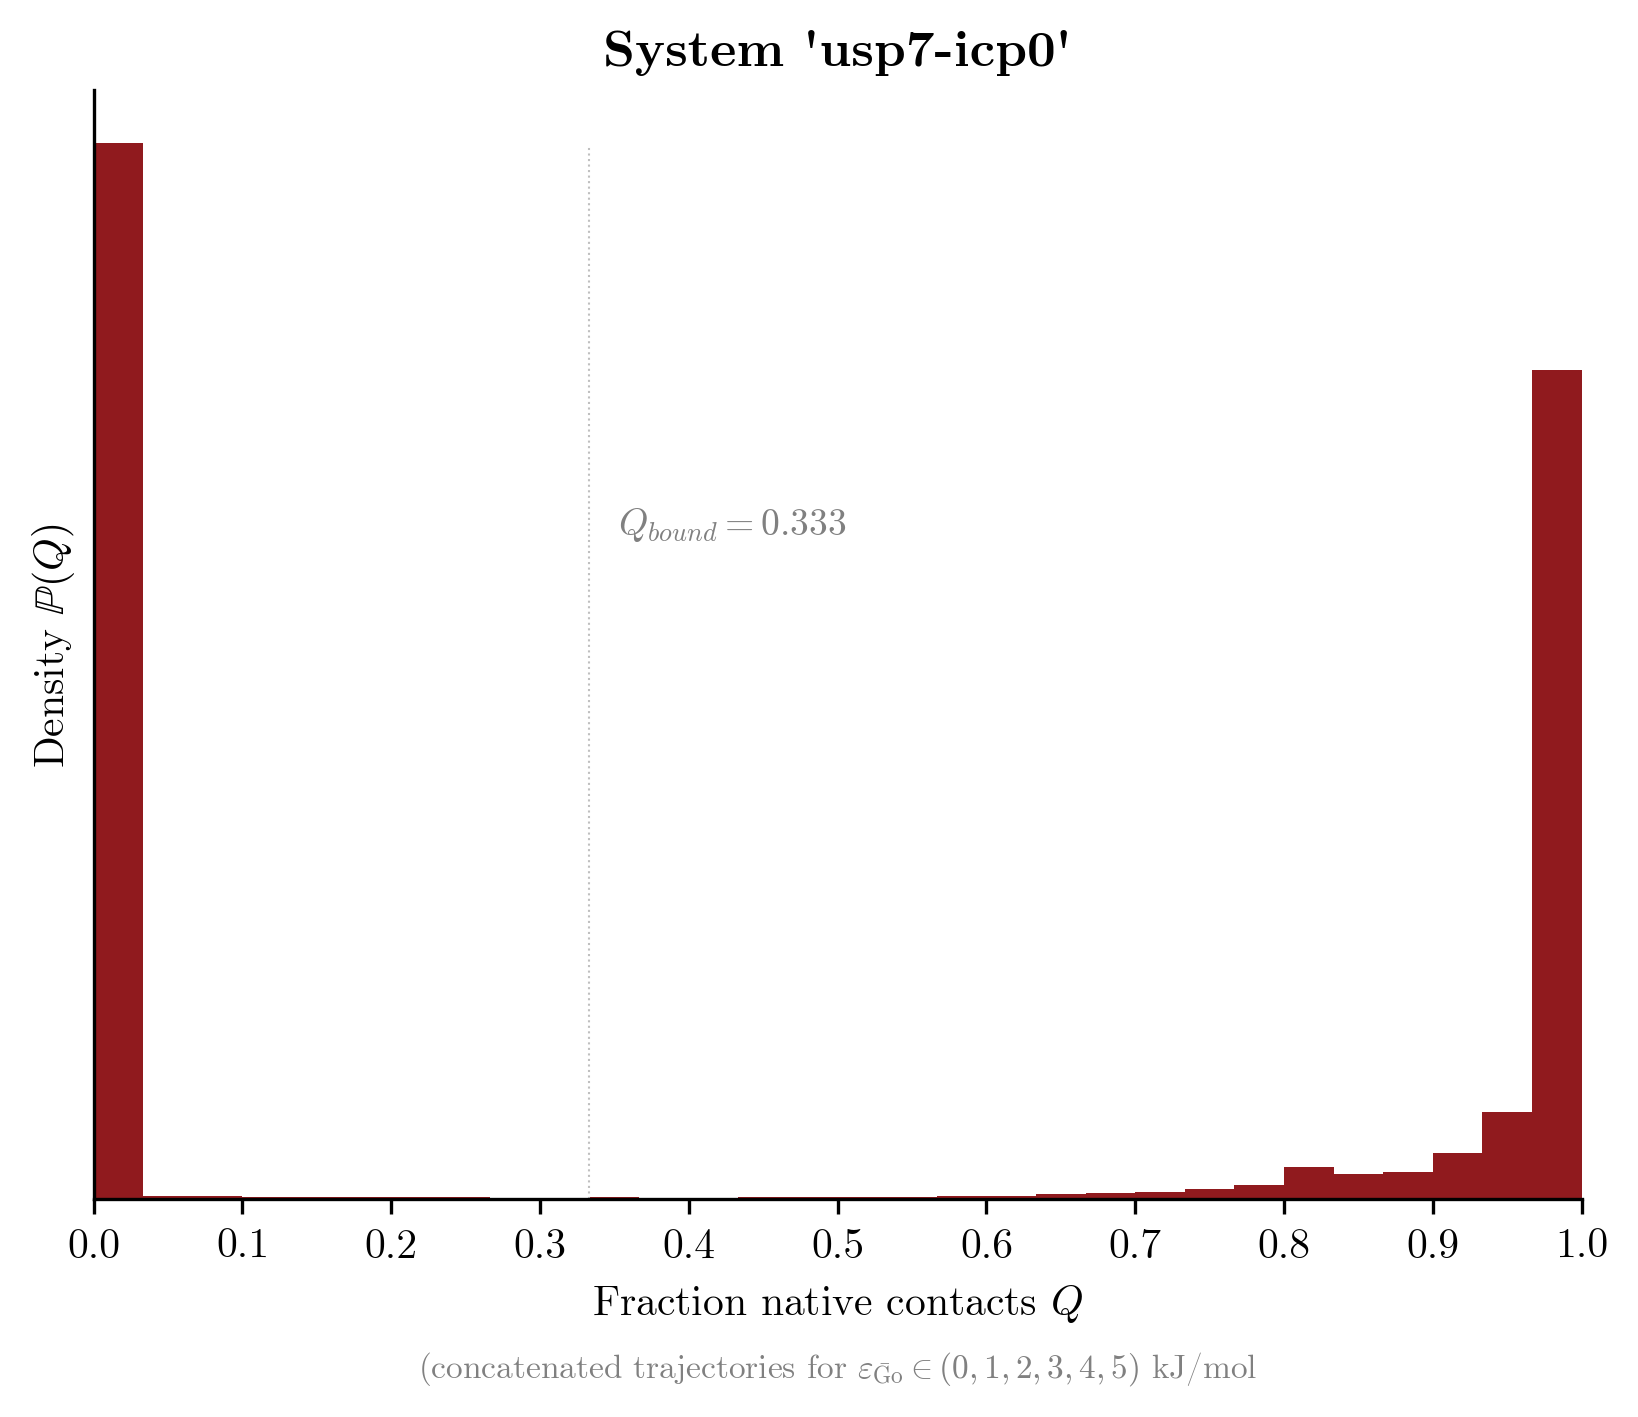 System 'usp7-icp0'
Density ℙ(Q)
Q_bound = 0.333
0.0 0.1 0.2 0.3 0.4 0.5 0.6 0.7 0.8 0.9 1.0
Fraction native contacts Q
(concatenated trajectories for ε_Ḡo ∈ (0, 1, 2, 3, 4, 5) kJ/mol